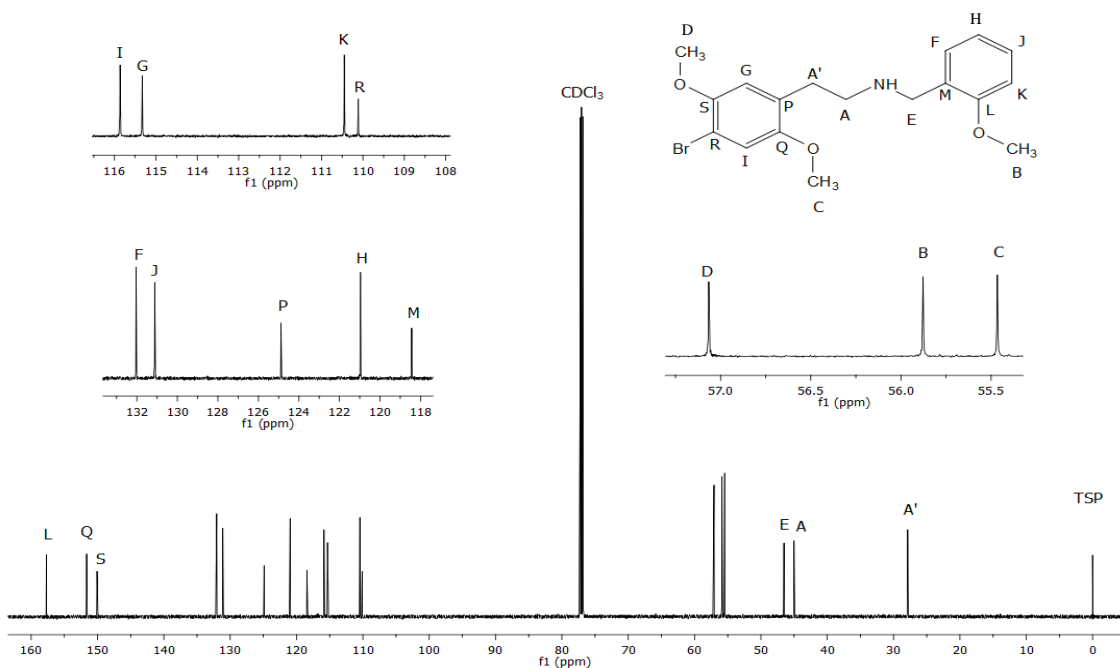 I G K R
116 115 114 113 112 111 110 109 108
f1 (ppm)
D H
CH₃ F J
O G A' NH
S P M K
A E L
Br R I Q O O
CH₃ CH₃
C B
CDCl₃
F J P H M
132 130 128 126 124 122 120 118
f1 (ppm)
D B C
57.0 56.5 56.0 55.5
f1 (ppm)
L Q S E A A' TSP
160 150 140 130 120 110 100 90 80 70 60 50 40 30 20 10 0
f1 (ppm)